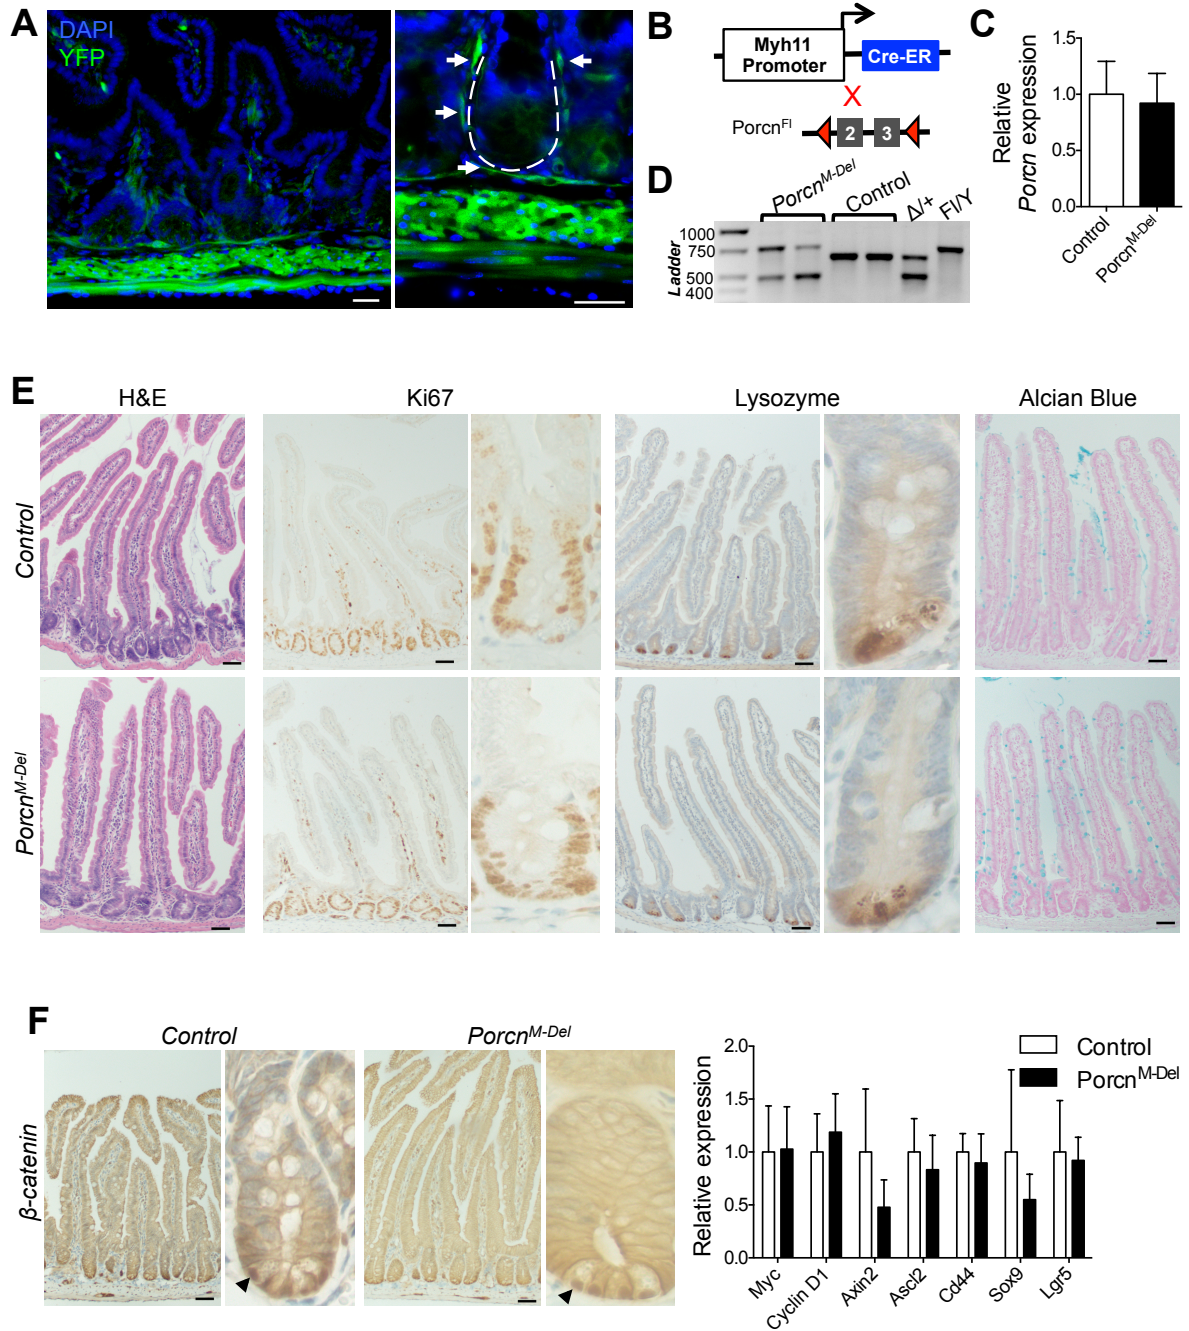 A
DAPI
YFP
B
Myh11
Promoter
Cre-ER
X
Porcn^Fl
2
3
C
Relative
Porcn expression
1.5
1.0
0.5
0.0
Control
Porcn^M-Del
D
Porcn^M-Del
Control
Δ/+
Fl/Y
Ladder
1000
750
500
400
E
H&E
Ki67
Lysozyme
Alcian Blue
Control
Porcn^M-Del
F
Control
Porcn^M-Del
β-catenin
Relative expression
2.0
1.5
1.0
0.5
0.0
Control
Porcn^M-Del
Myc
Cyclin D1
Axin2
Ascl2
Cd44
Sox9
Lgr5